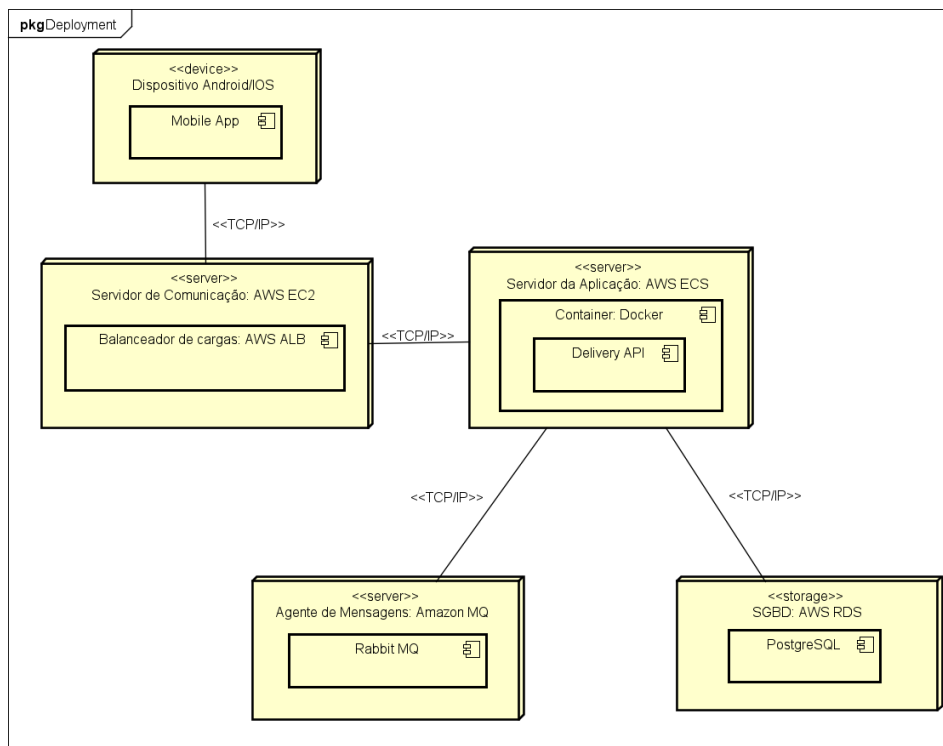 pkgDeployment
<<device>>
Dispositivo Android/IOS
Mobile App
<<TCP/IP>>
<<server>>
Servidor de Comunicação: AWS EC2
Balanceador de cargas: AWS ALB
<<TCP/IP>>
<<server>>
Servidor da Aplicação: AWS ECS
Container: Docker
Delivery API
<<TCP/IP>>
<<TCP/IP>>
<<server>>
Agente de Mensagens: Amazon MQ
Rabbit MQ
<<storage>>
SGBD: AWS RDS
PostgreSQL